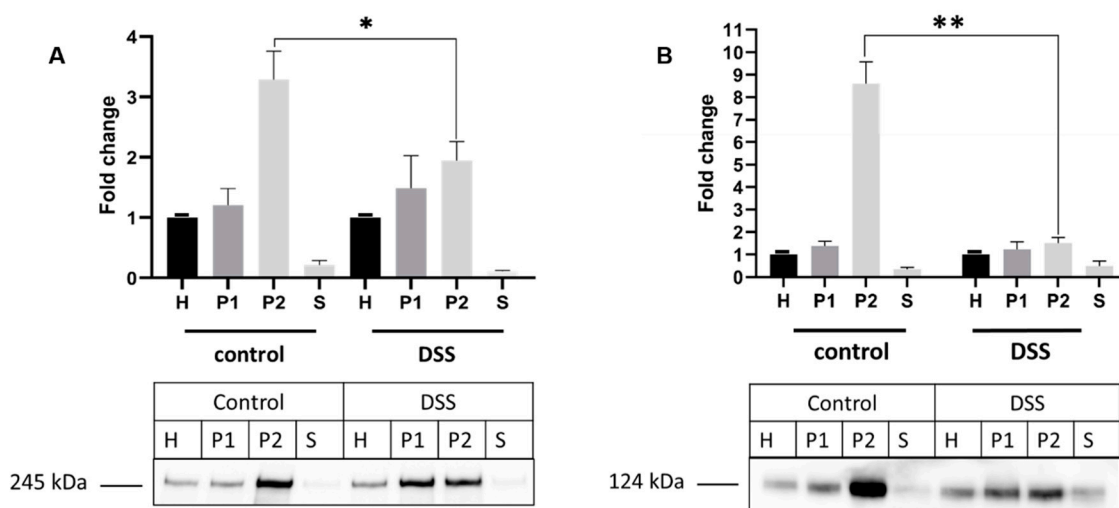 A
Fold change
4
3
2
1
0
*
H P1 P2 S H P1 P2 S
control DSS
Control DSS
H P1 P2 S H P1 P2 S
245 kDa
B
Fold change
11
10
9
8
7
6
5
4
3
2
1
0
**
H P1 P2 S H P1 P2 S
control DSS
Control DSS
H P1 P2 S H P1 P2 S
124 kDa